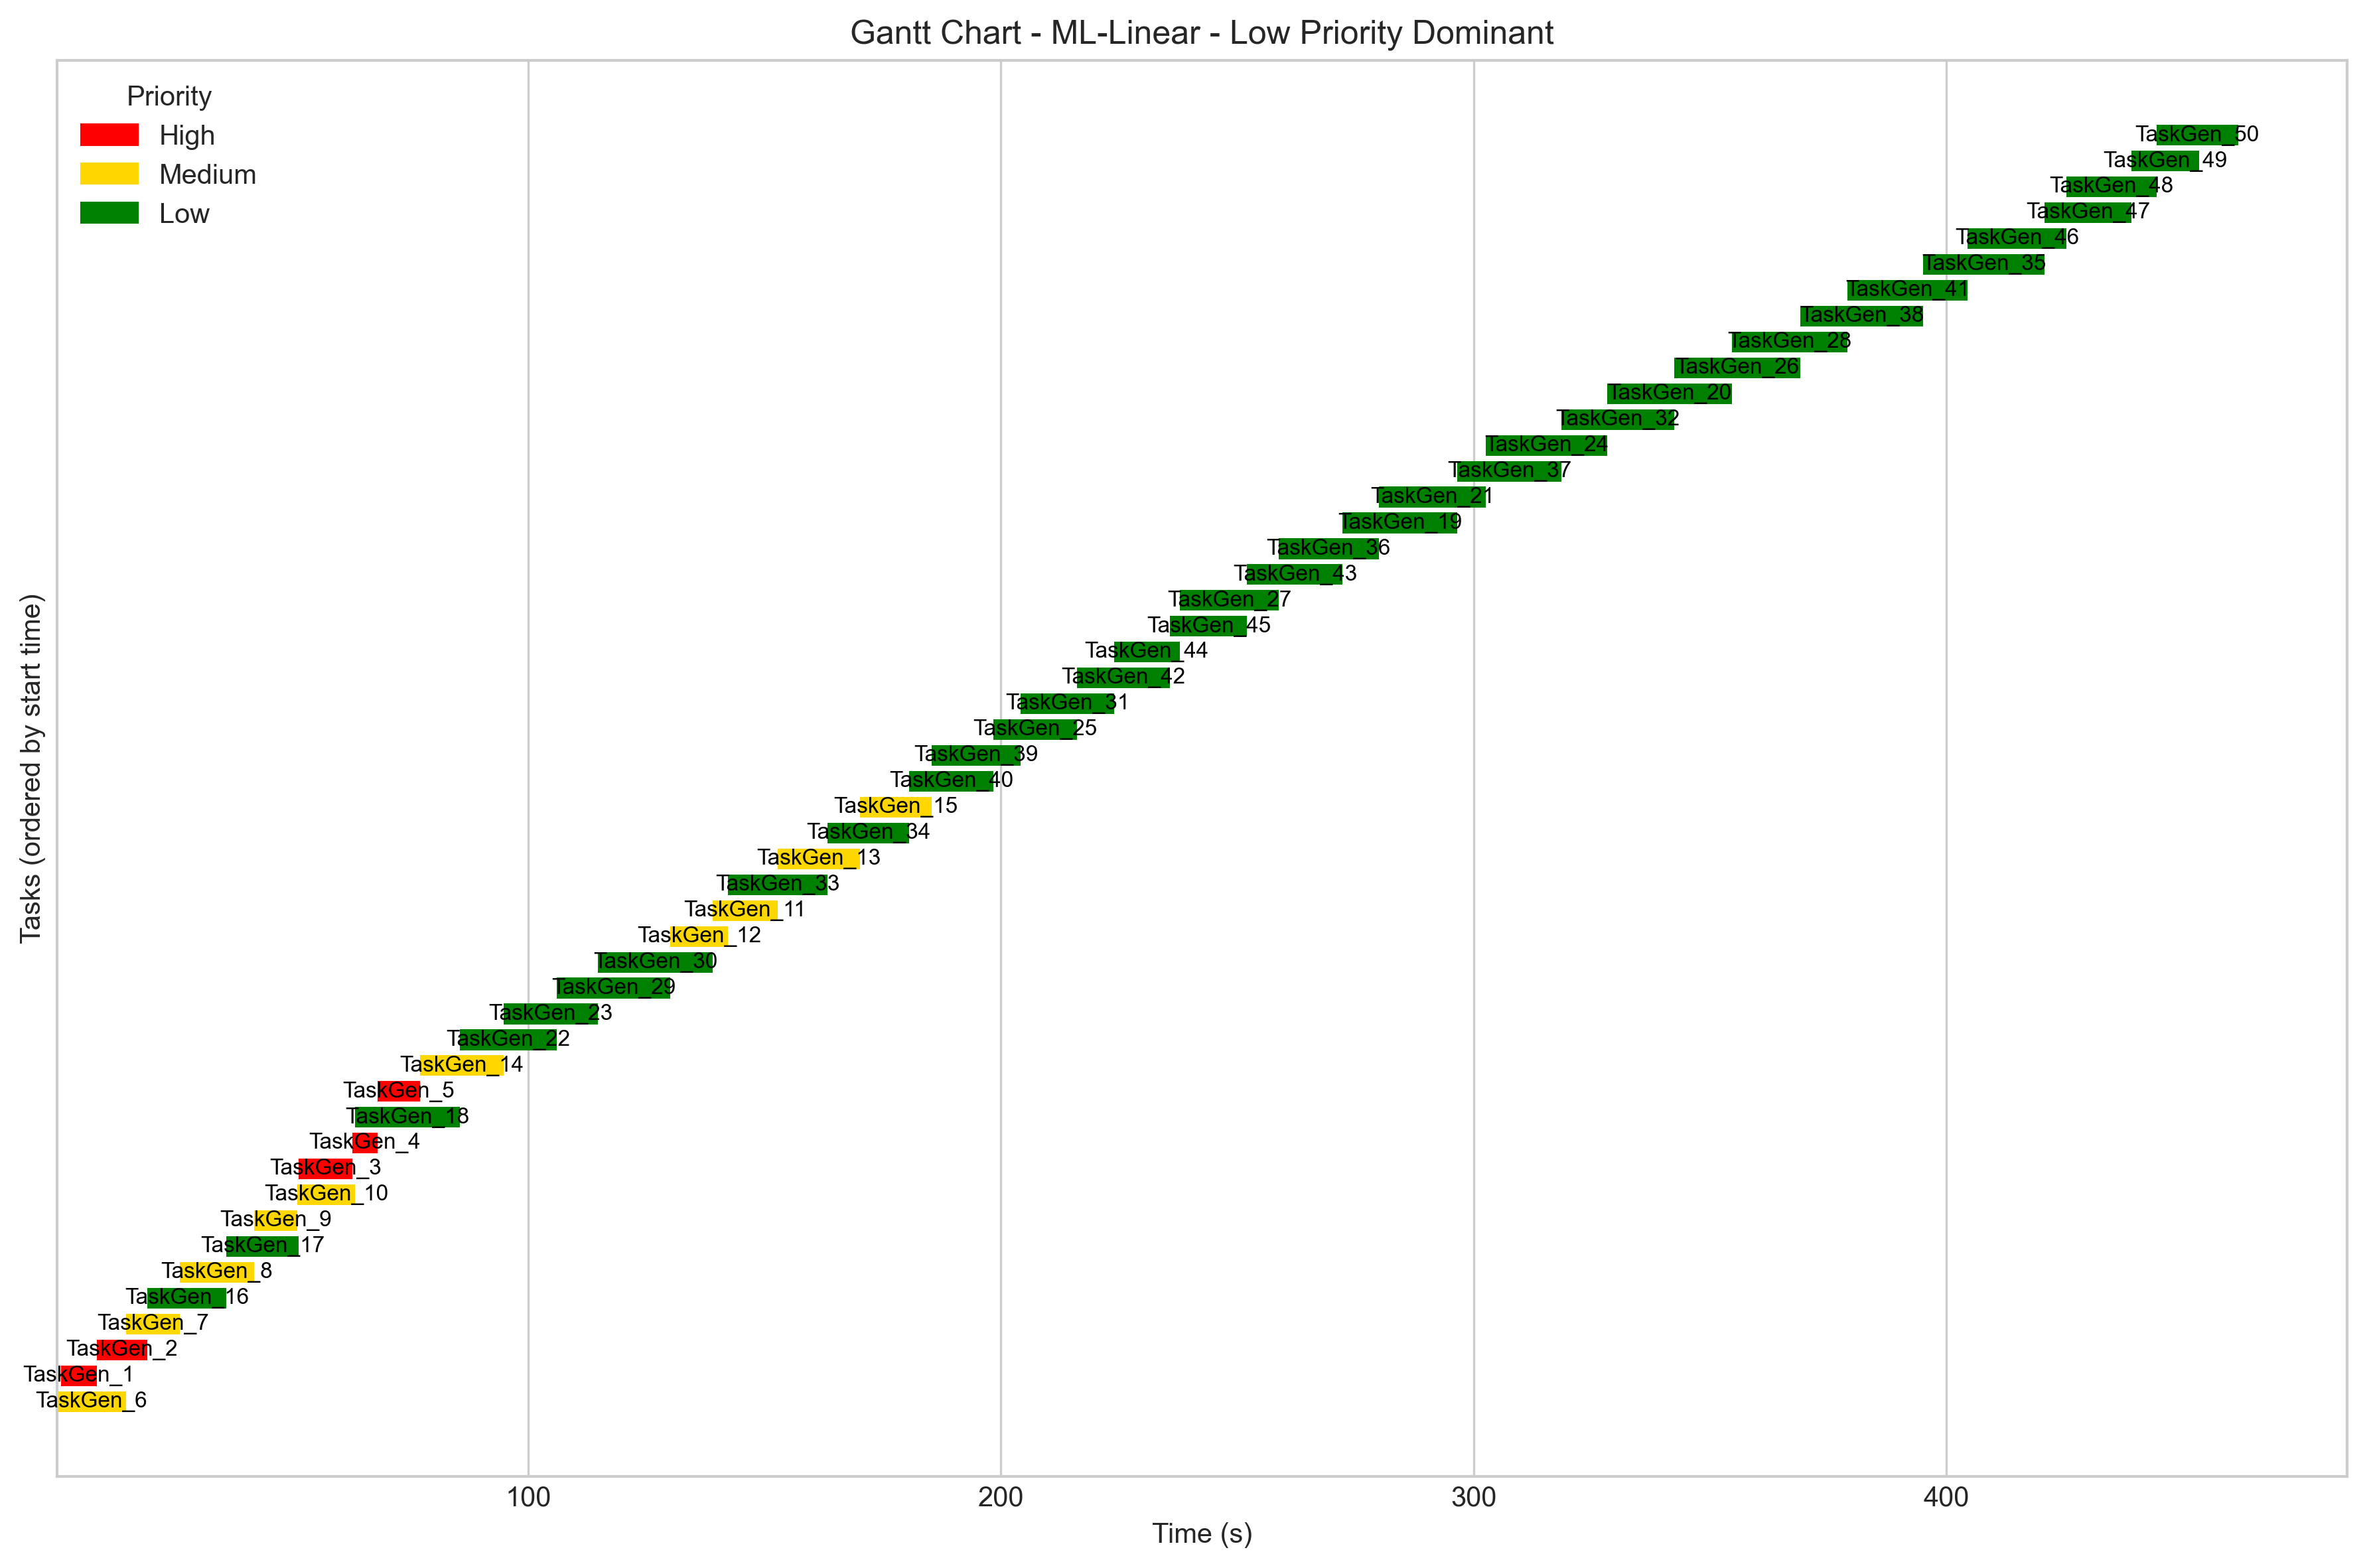 Gantt Chart - ML-Linear - Low Priority Dominant
Priority
High
Medium
Low
TaskGen_50
TaskGen_49
TaskGen_48
TaskGen_47
TaskGen_46
TaskGen_35
TaskGen_41
TaskGen_38
TaskGen_28
TaskGen_26
TaskGen_20
TaskGen_32
TaskGen_24
TaskGen_37
TaskGen_21
TaskGen_19
TaskGen_36
TaskGen_43
TaskGen_27
TaskGen_45
TaskGen_44
TaskGen_42
TaskGen_31
TaskGen_25
TaskGen_39
TaskGen_40
TaskGen_15
TaskGen_34
TaskGen_13
TaskGen_33
TaskGen_11
TaskGen_12
TaskGen_30
TaskGen_29
TaskGen_23
TaskGen_22
TaskGen_14
TaskGen_5
TaskGen_18
TaskGen_4
TaskGen_3
TaskGen_10
TaskGen_9
TaskGen_17
TaskGen_8
TaskGen_16
TaskGen_7
TaskGen_2
TaskGen_1
TaskGen_6
Tasks (ordered by start time)
100 200 300 400
Time (s)